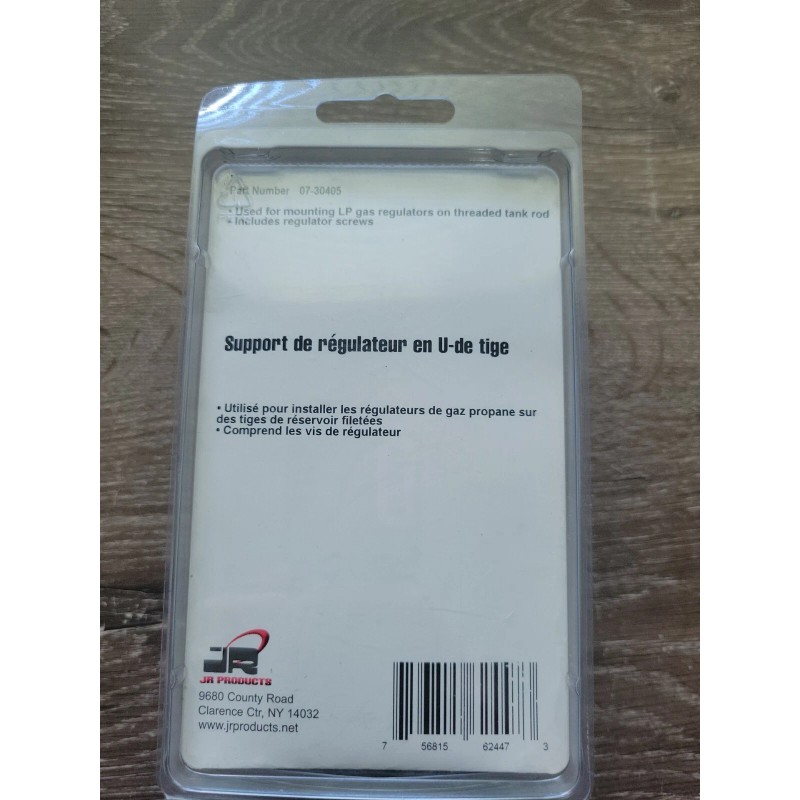 Part Number 07-30405
• Used for mounting LP gas regulators on threaded tank rod
• Includes regulator screws
Support de régulateur en U-de tige
• Utilisé pour installer les régulateurs de gaz propane sur
des tiges de réservoir filetées
• Comprend les vis de régulateur
JR
JR PRODUCTS
9680 County Road
Clarence Ctr, NY 14032
www.jrproducts.net
7 56815 62447 3